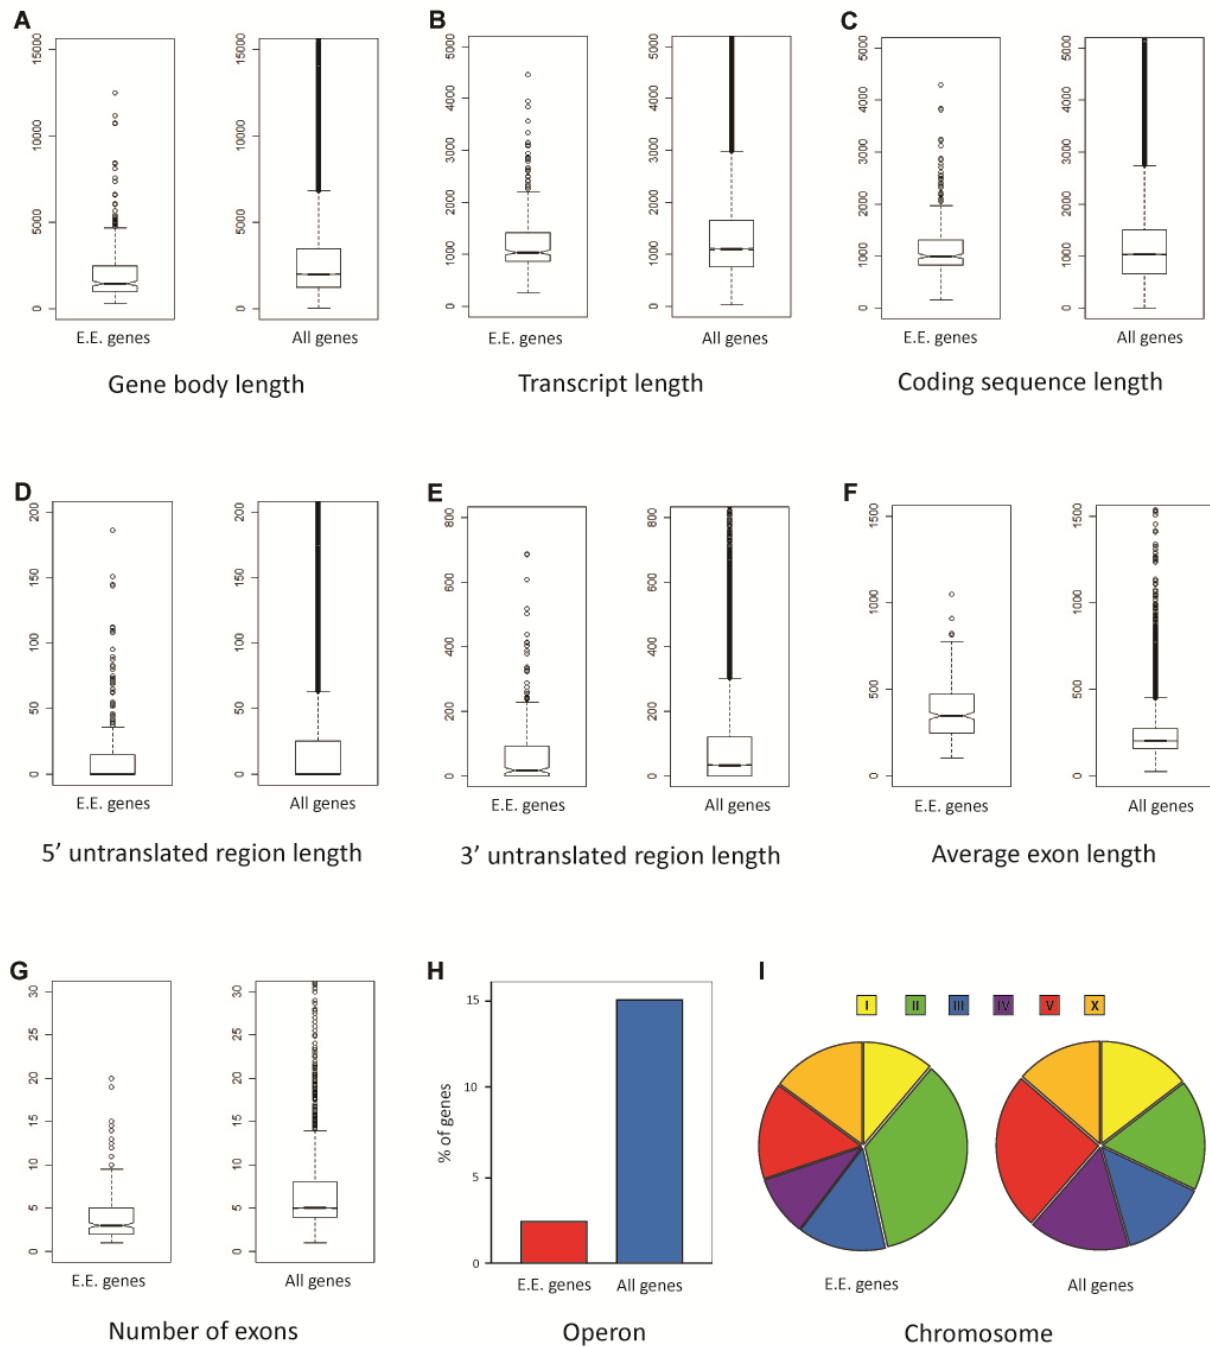 A
B
C
15000
10000
5000
0
15000
10000
5000
0
5000
4000
3000
2000
1000
0
5000
4000
3000
2000
1000
0
5000
4000
3000
2000
1000
0
5000
4000
3000
2000
1000
0
E.E. genes
All genes
E.E. genes
All genes
E.E. genes
All genes
Gene body length
Transcript length
Coding sequence length
D
E
F
200
150
100
50
0
200
150
100
50
0
800
600
400
200
0
800
600
400
200
0
1500
1000
500
0
1500
1000
500
0
E.E. genes
All genes
E.E. genes
All genes
E.E. genes
All genes
5’ untranslated region length
3’ untranslated region length
Average exon length
G
H
I
30
25
20
15
10
5
0
30
25
20
15
10
5
0
% of genes
15
10
5
0
I II III IV V X
E.E. genes
All genes
E.E. genes
All genes
E.E. genes
All genes
Number of exons
Operon
Chromosome